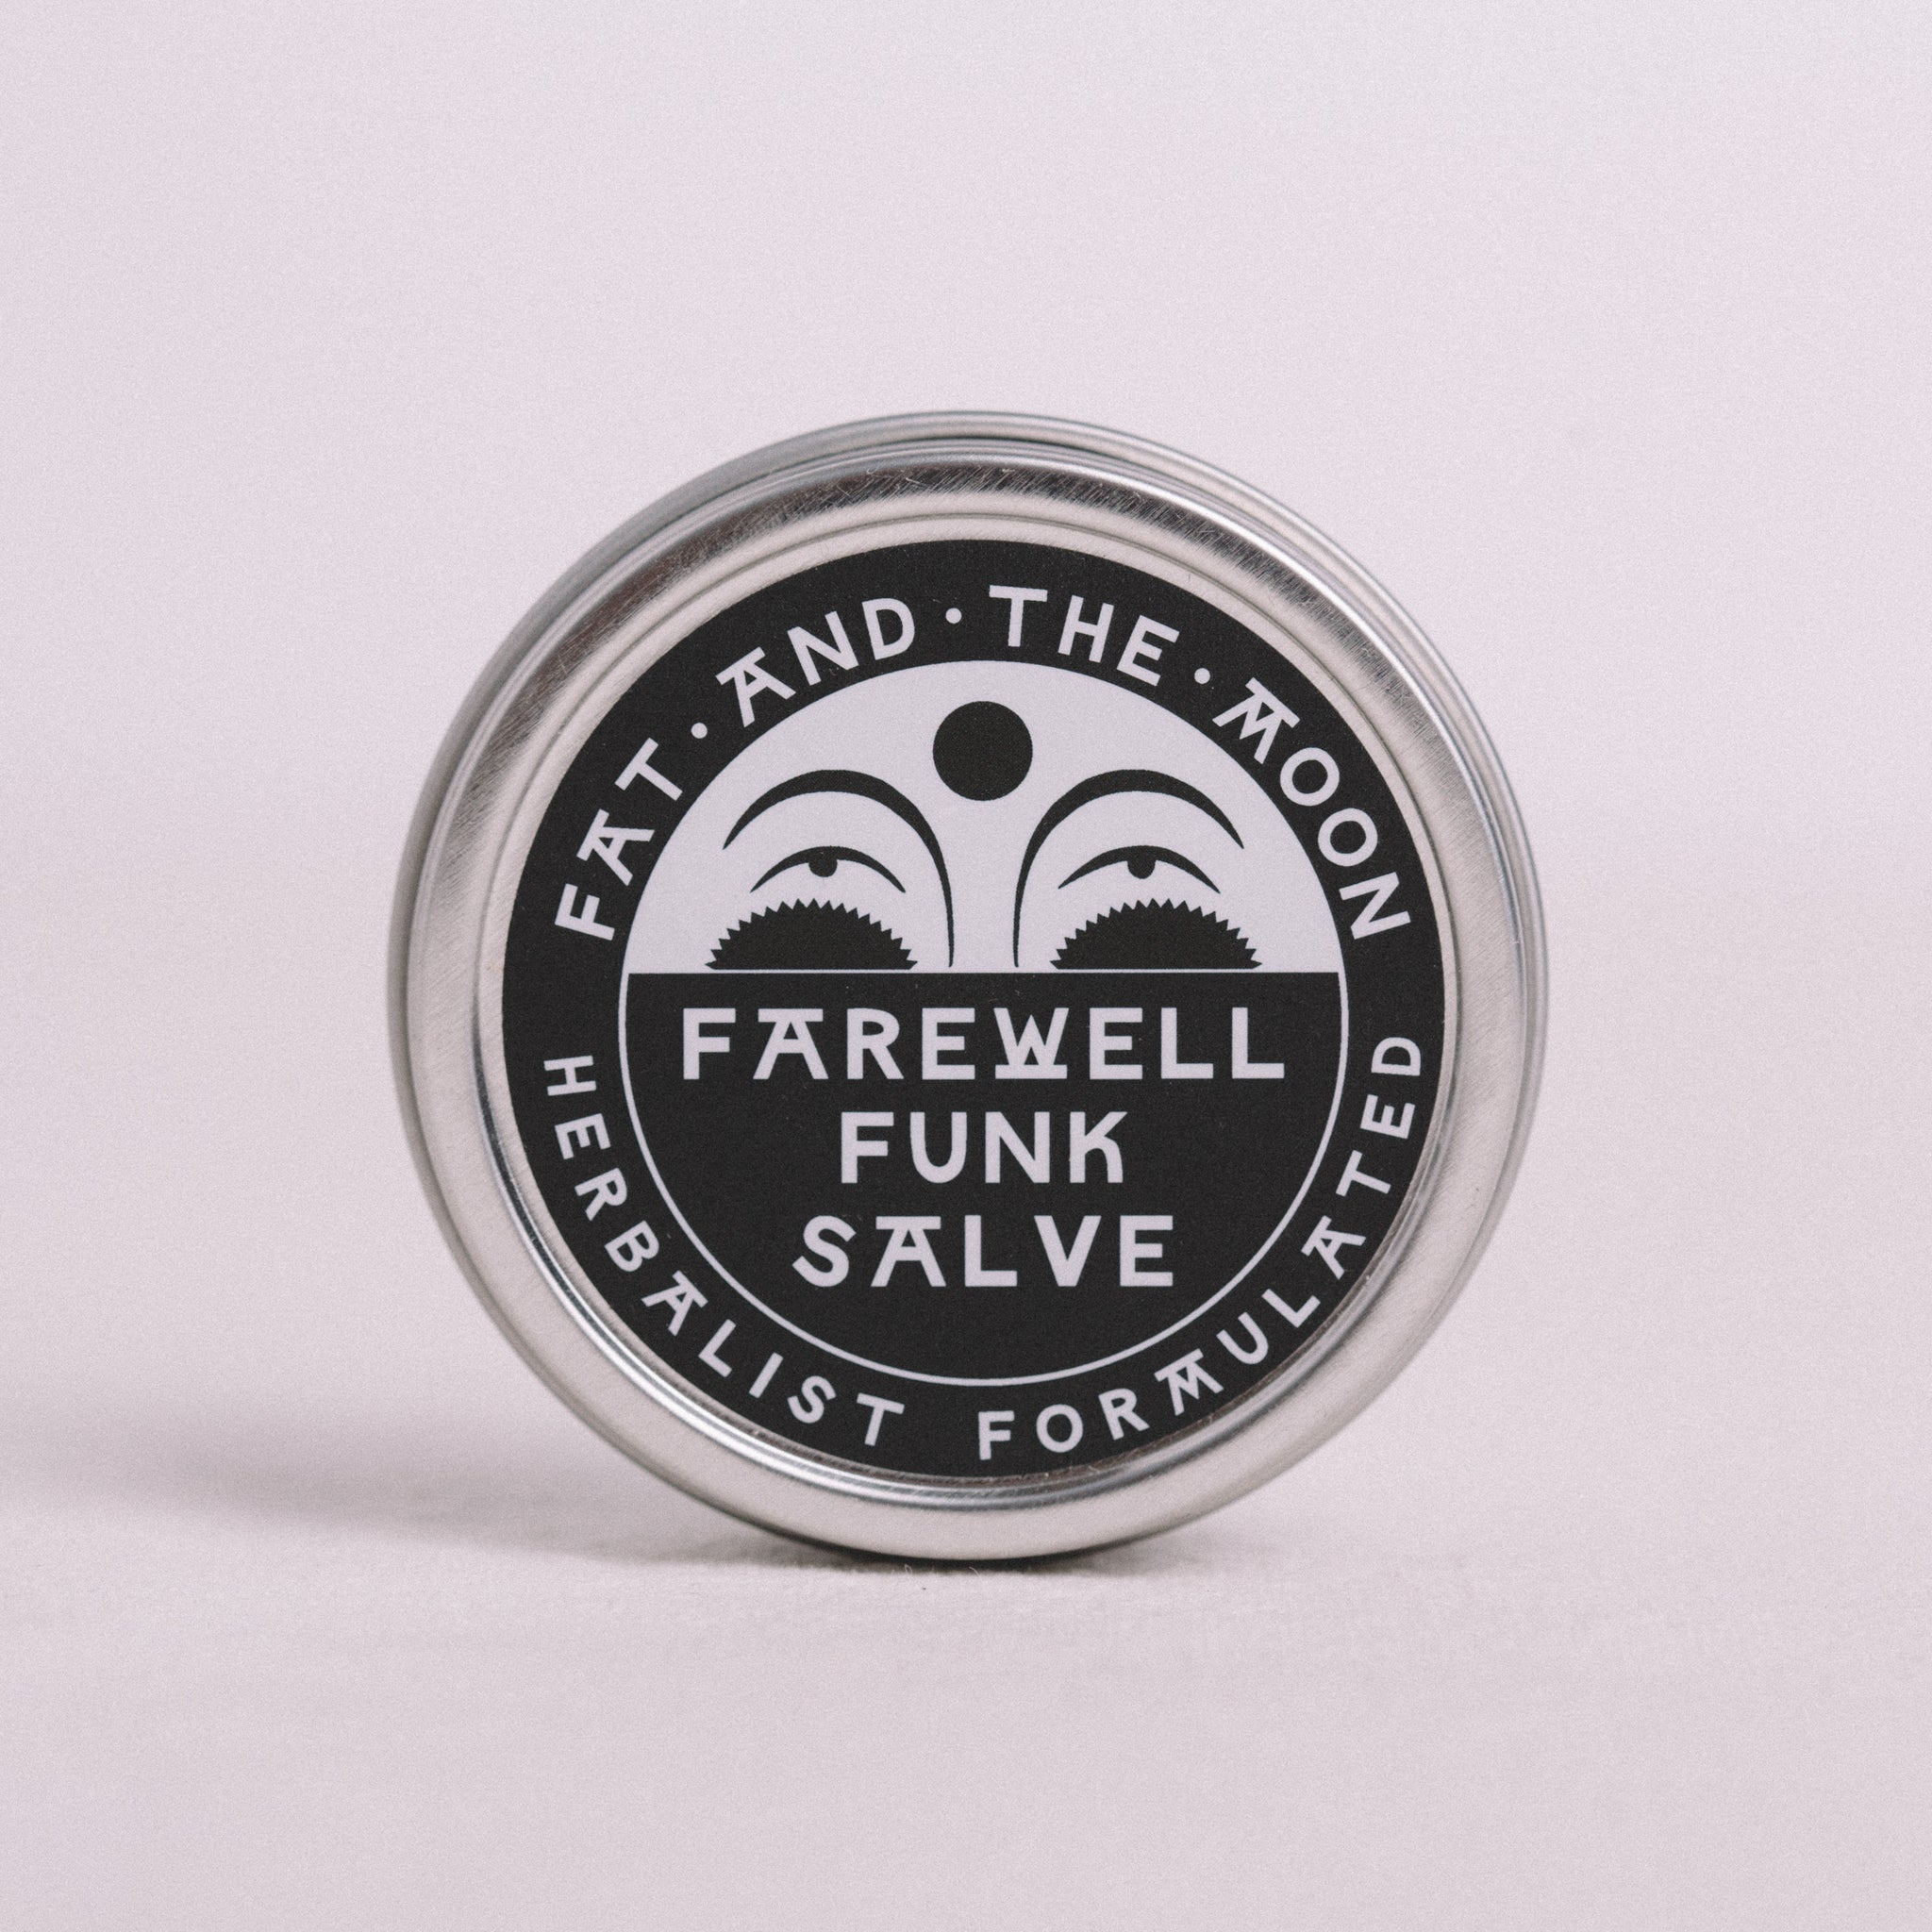 FAT · AND · THE · MOON
FAREWELL
FUNK
SALVE
HERBALIST FORMULATED